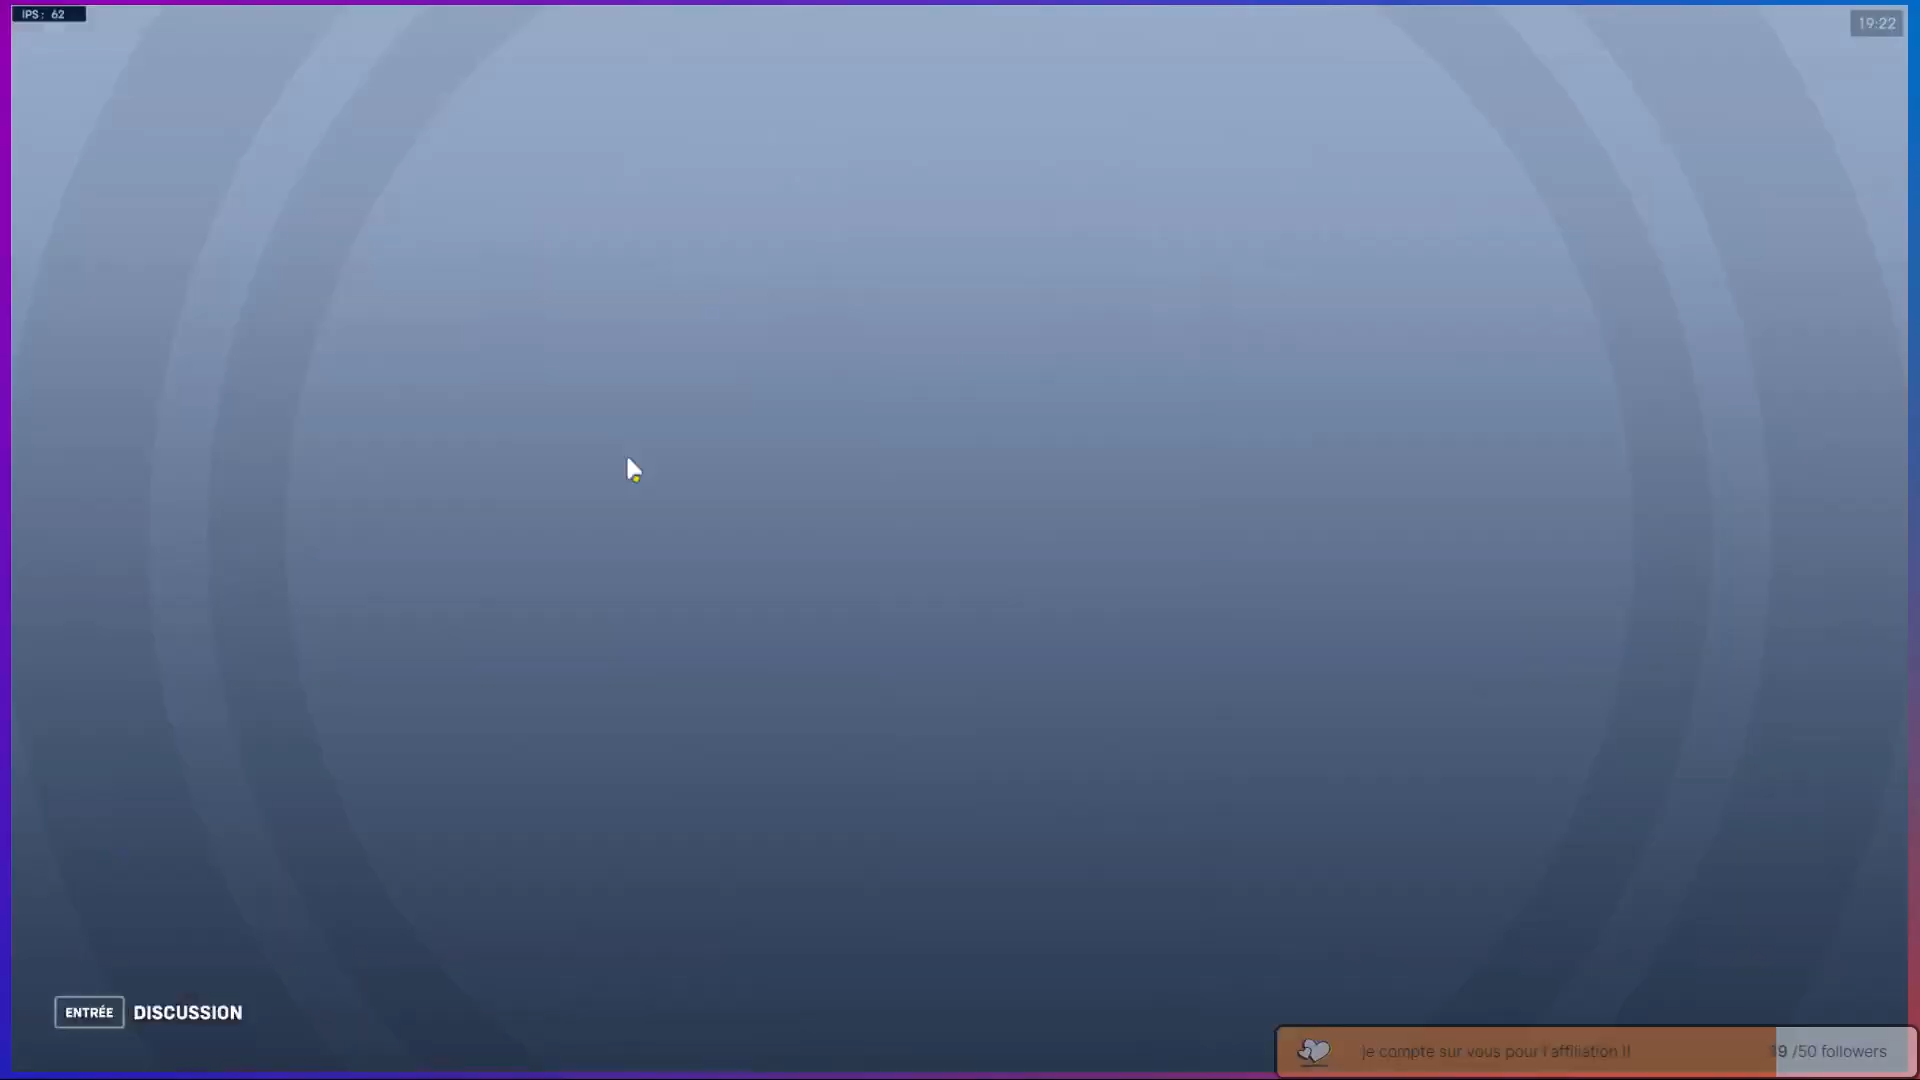 IPS: 62
19:22
ENTRÉE DISCUSSION
je compte sur vous pour l'affiliation !!
/50 followers